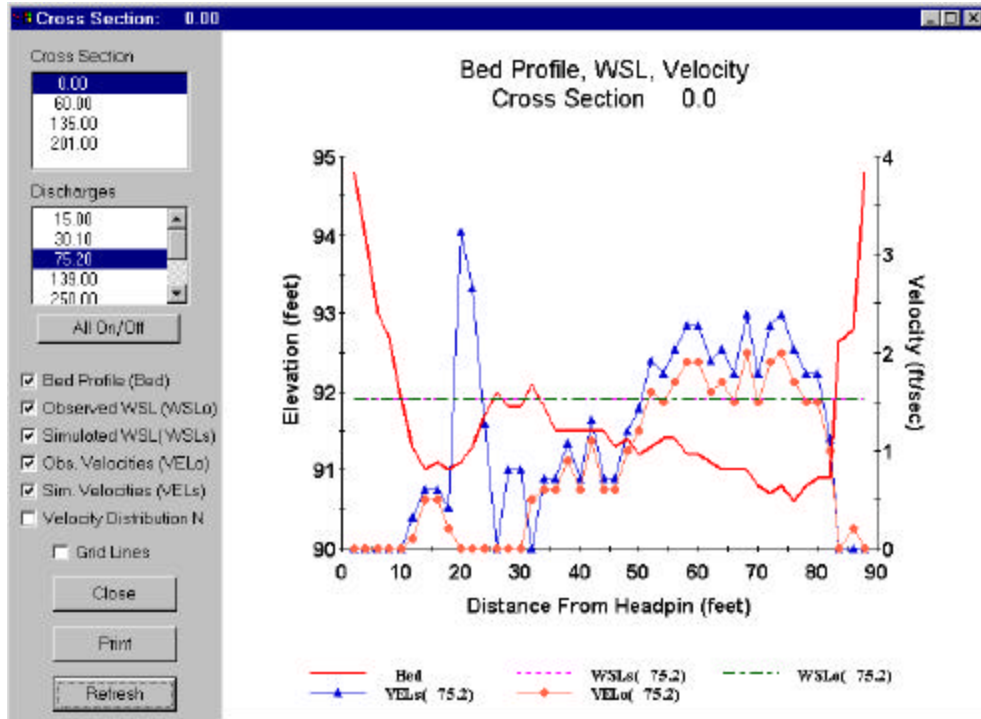 Cross Section: 0.00
Cross Section
0.00
60.00
135.00
201.00
Discharges
15.00
30.10
75.20
139.00
250.00
All On/Off
Bed Profile (Bed)
Observed WSL (WSLo)
Simulated WSL( WSLs)
Obs. Velocities (VELo)
Sim. Velocities (VELs)
Velocity Distribution N
Grid Lines
Close
Print
Refresh
Bed Profile, WSL, Velocity
Cross Section 0.0
Elevation (feet)
95
94
93
92
91
90
4
3
2
1
0
Velocity (ft/sec)
0 10 20 30 40 50 60 70 80 90
Distance From Headpin (feet)
Bed WSLs( 75.2) WSLo( 75.2)
VELs( 75.2) VELo( 75.2)